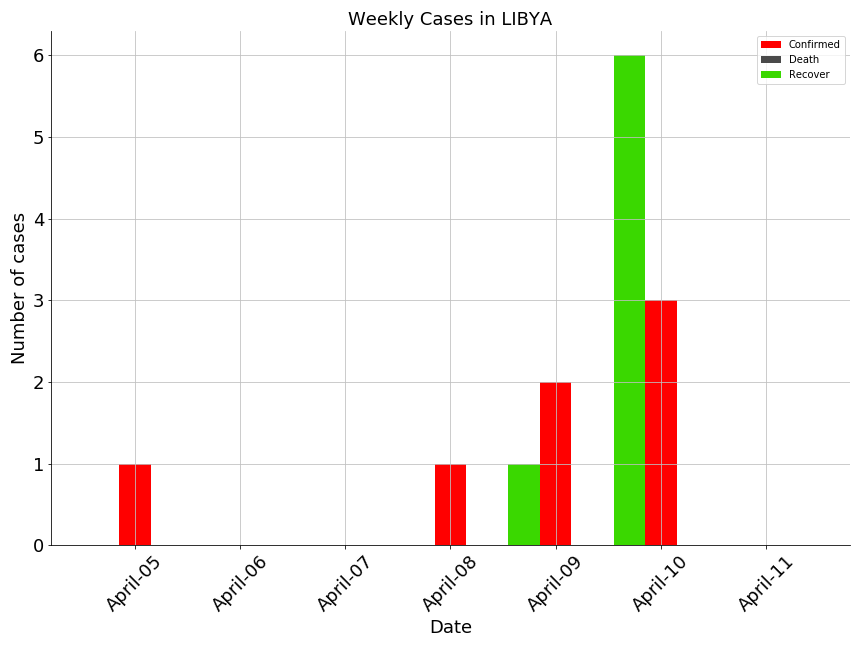 Weekly Cases in LIBYA
Confirmed
Death
Recover
Number of cases
6
5
4
3
2
1
0
April-05
April-06
April-07
April-08
April-09
April-10
April-11
Date